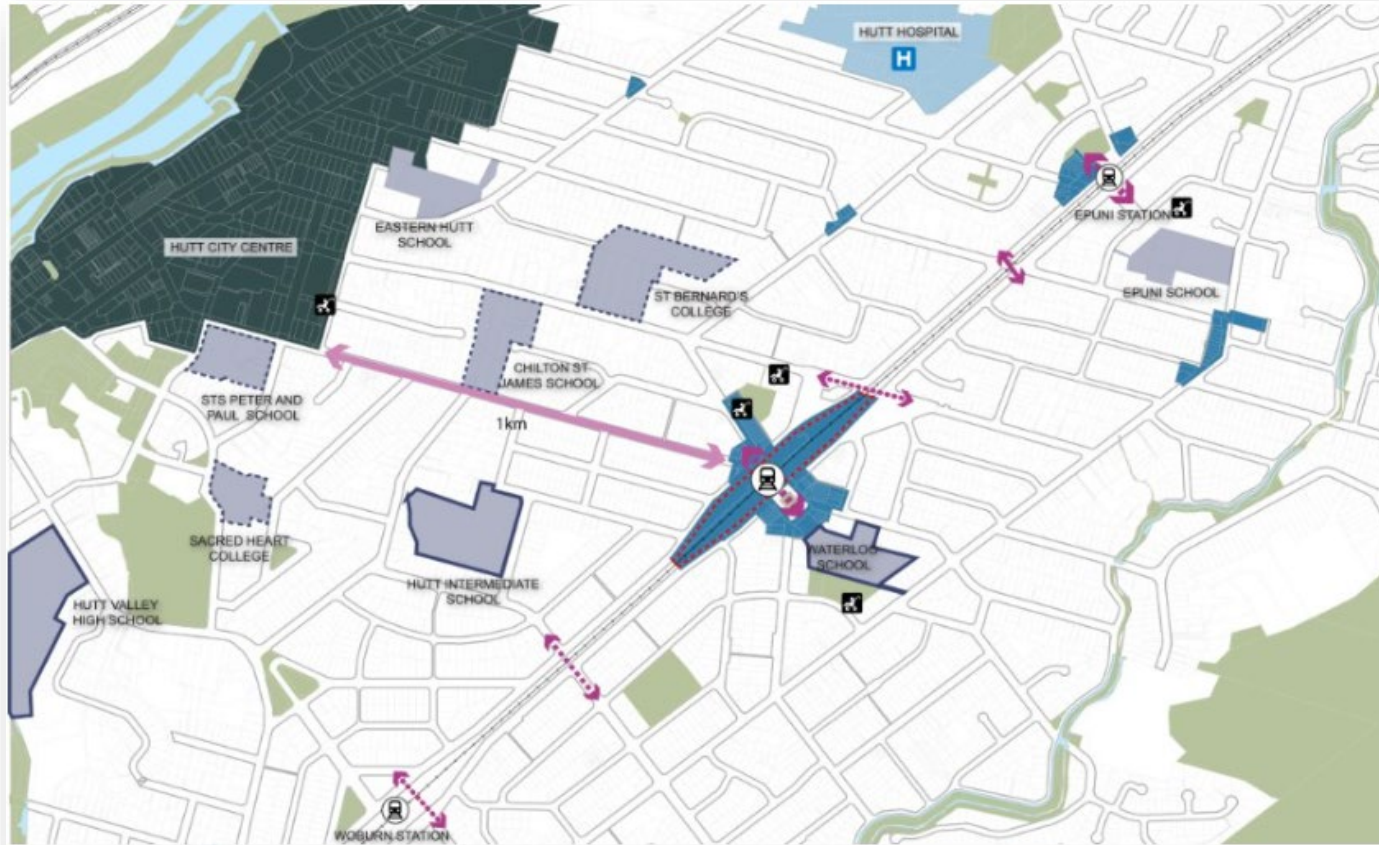 HUTT HOSPITAL
H
EASTERN HUTT
SCHOOL
EPUNI STATION
HUTT CITY CENTRE
ST BERNARD'S
COLLEGE
EPUNI SCHOOL
CHILTON ST
JAMES SCHOOL
STS PETER AND
PAUL SCHOOL
1km
SACRED HEART
COLLEGE
WATERLOO
SCHOOL
HUTT INTERMEDIATE
SCHOOL
HUTT VALLEY
HIGH SCHOOL
WOBURN STATION